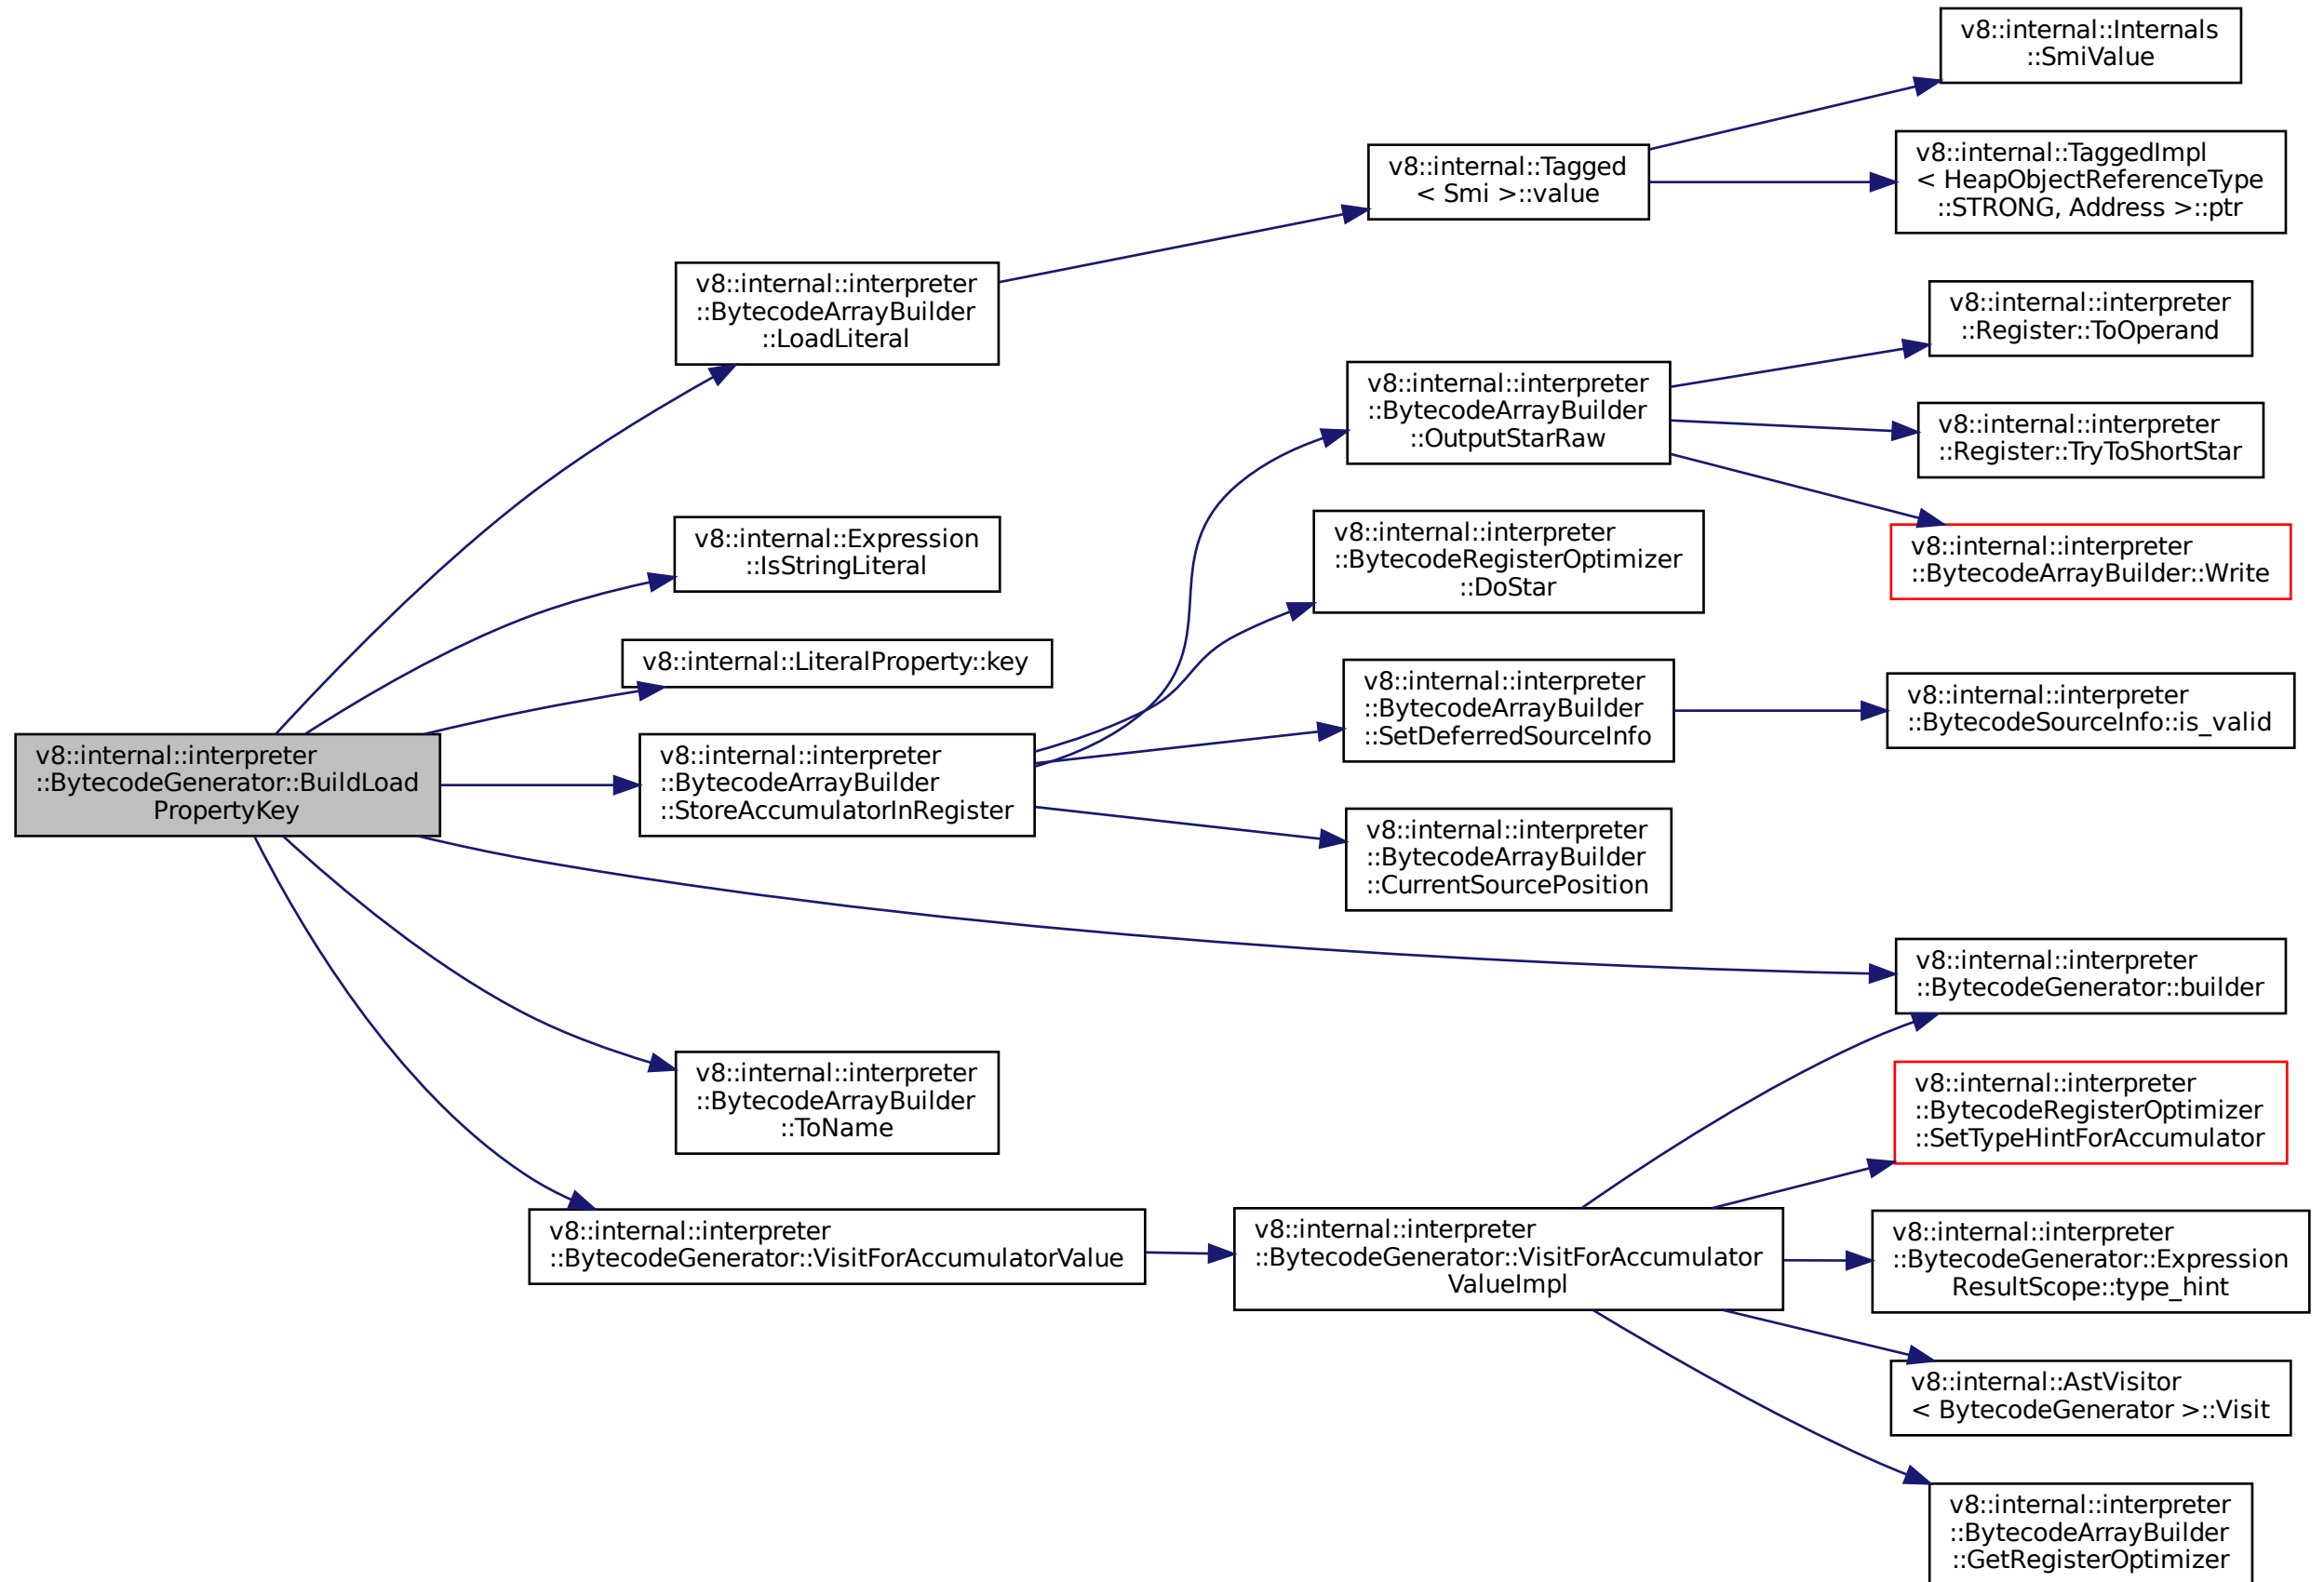 v8::internal::Internals
::SmiValue
v8::internal::TaggedImpl
< HeapObjectReferenceType
::STRONG, Address >::ptr
v8::internal::Tagged
< Smi >::value
v8::internal::interpreter
::BytecodeArrayBuilder
::LoadLiteral
v8::internal::interpreter
::Register::ToOperand
v8::internal::interpreter
::BytecodeArrayBuilder
::OutputStarRaw
v8::internal::interpreter
::Register::TryToShortStar
v8::internal::interpreter
::BytecodeArrayBuilder::Write
v8::internal::Expression
::IsStringLiteral
v8::internal::interpreter
::BytecodeRegisterOptimizer
::DoStar
v8::internal::LiteralProperty::key
v8::internal::interpreter
::BytecodeArrayBuilder
::SetDeferredSourceInfo
v8::internal::interpreter
::BytecodeSourceInfo::is_valid
v8::internal::interpreter
::BytecodeGenerator::BuildLoad
PropertyKey
v8::internal::interpreter
::BytecodeArrayBuilder
::StoreAccumulatorInRegister
v8::internal::interpreter
::BytecodeArrayBuilder
::CurrentSourcePosition
v8::internal::interpreter
::BytecodeGenerator::builder
v8::internal::interpreter
::BytecodeArrayBuilder
::ToName
v8::internal::interpreter
::BytecodeRegisterOptimizer
::SetTypeHintForAccumulator
v8::internal::interpreter
::BytecodeGenerator::VisitForAccumulatorValue
v8::internal::interpreter
::BytecodeGenerator::VisitForAccumulator
ValueImpl
v8::internal::interpreter
::BytecodeGenerator::Expression
ResultScope::type_hint
v8::internal::AstVisitor
< BytecodeGenerator >::Visit
v8::internal::interpreter
::BytecodeArrayBuilder
::GetRegisterOptimizer